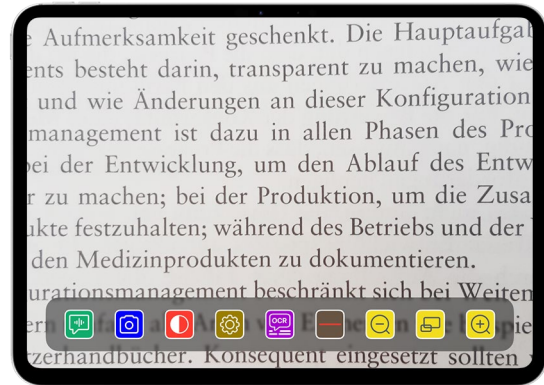 Aufmerksamkeit geschenkt. Die Hauptaufgab
ents besteht darin, transparent zu machen, wie
und wie Änderungen an dieser Konfiguration
management ist dazu in allen Phasen des Pro
bei der Entwicklung, um den Ablauf des Entw
r zu machen; bei der Produktion, um die Zusa
ukte festzuhalten; während des Betriebs und der
den Medizinprodukten zu dokumentieren.
urationsmanagement beschränkt sich bei Weiten
OCR
zerhandbücher. Konsequent eingesetzt sollten